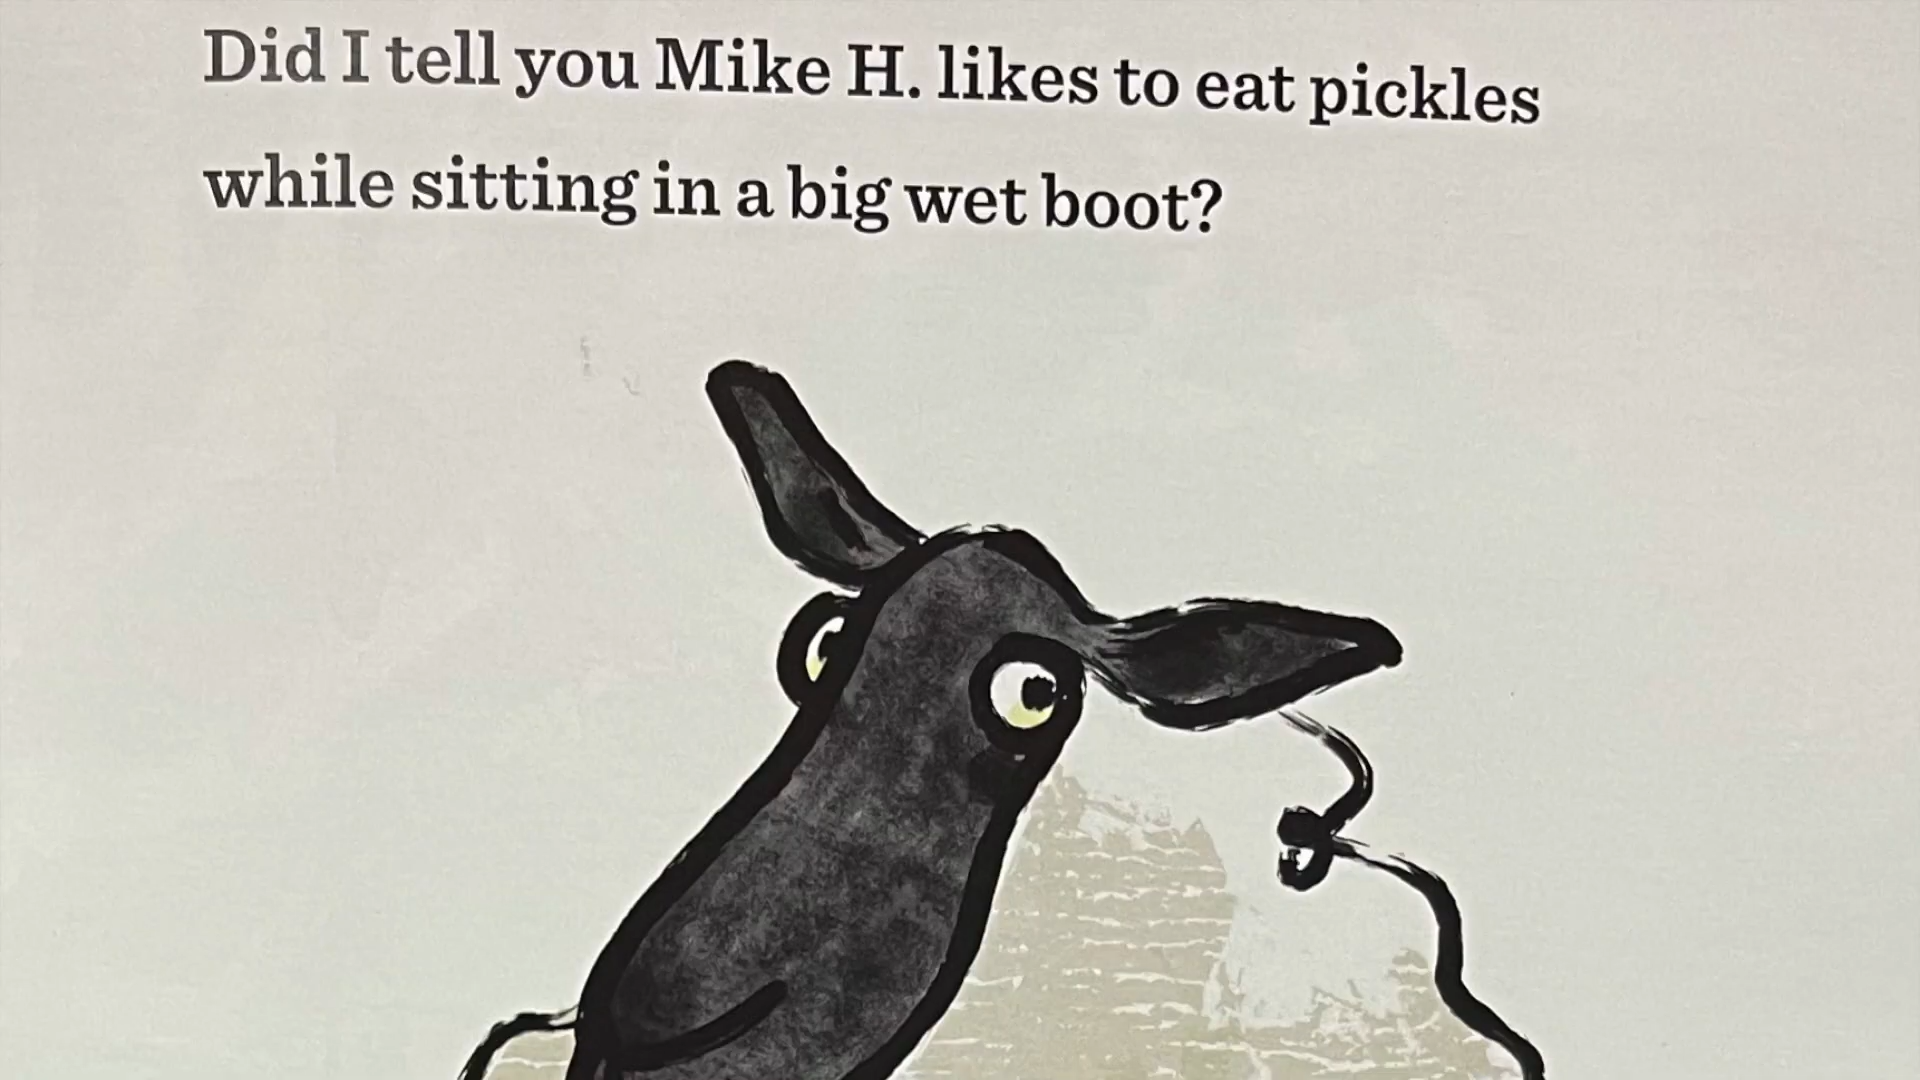 Did I tell you Mike H. likes to eat pickles
while sitting in a big wet boot?